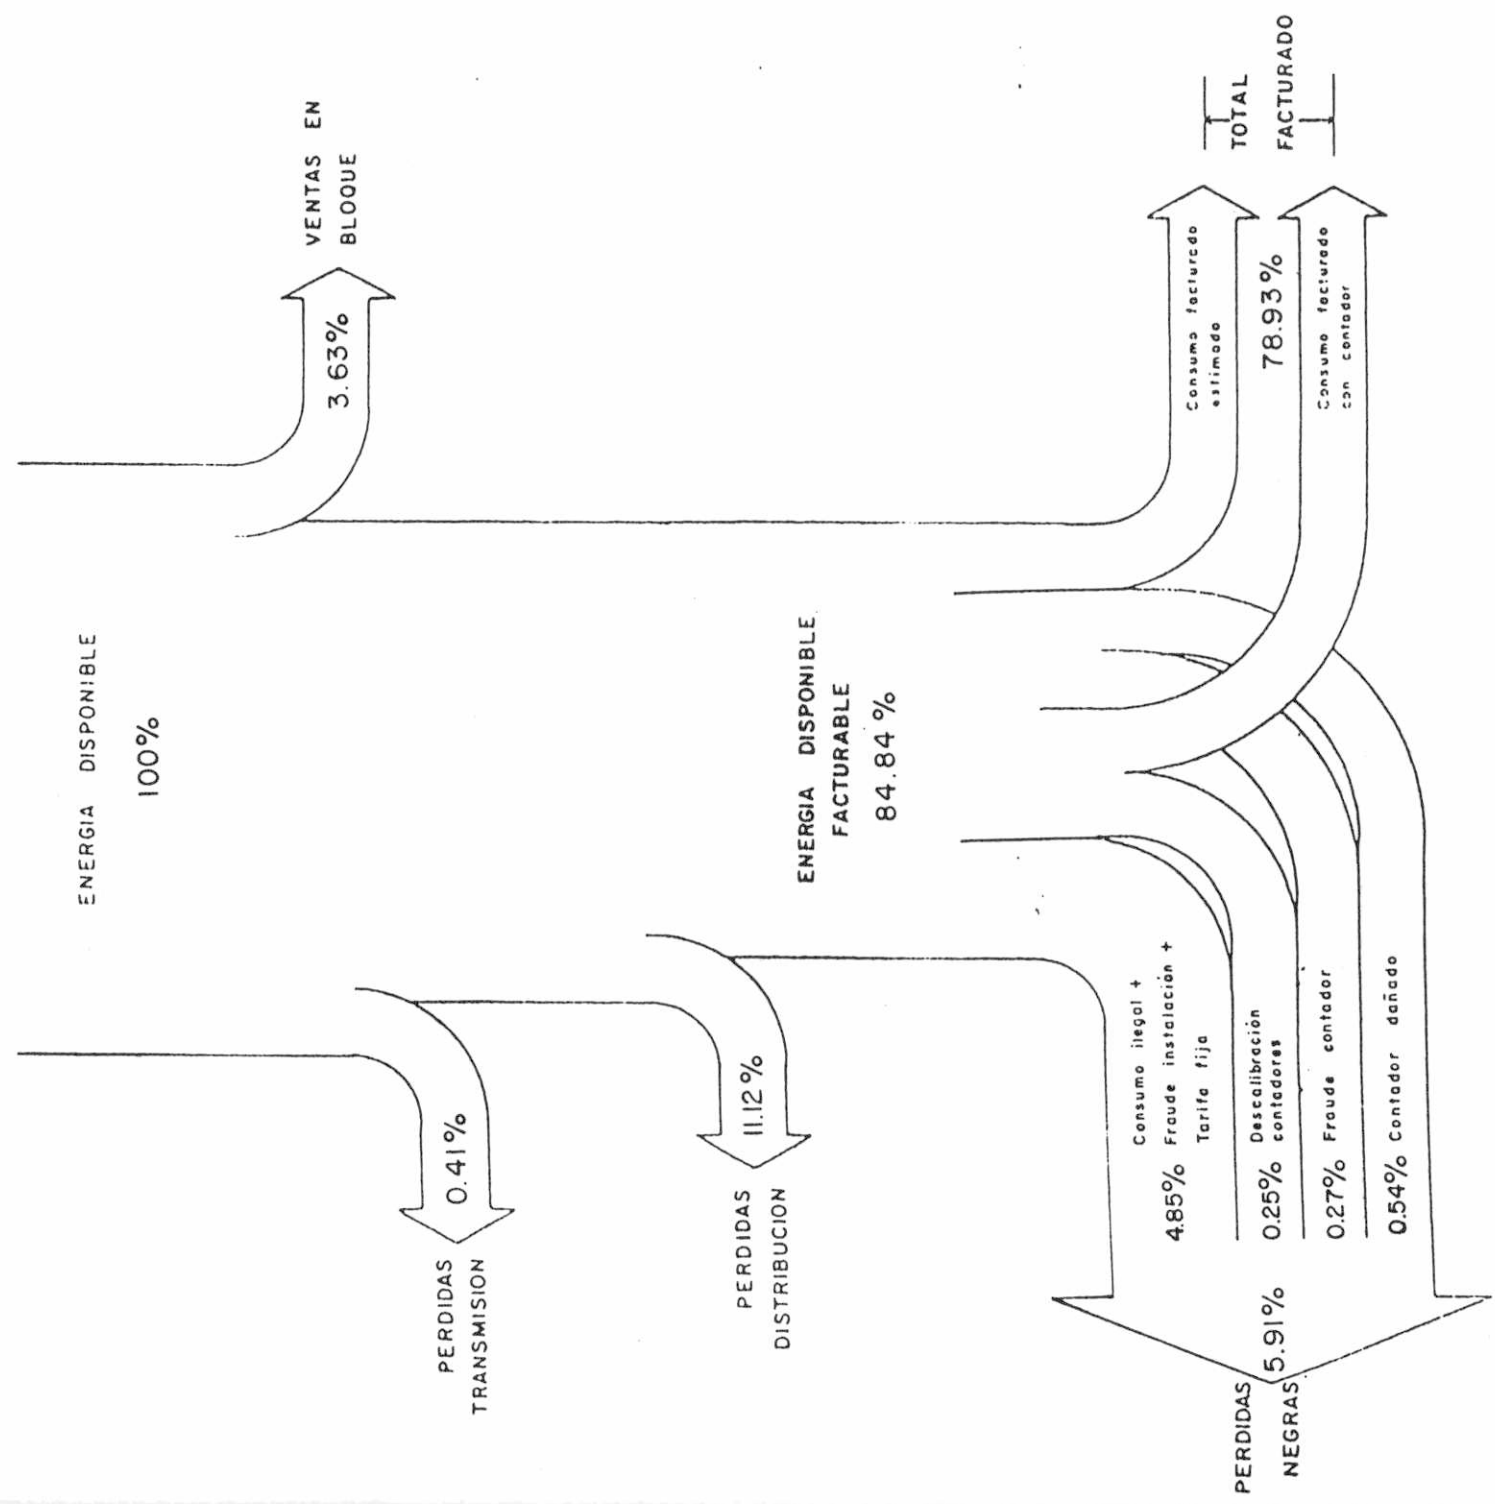 ENERGIA DISPONIBLE
100%
VENTAS EN
BLOQUE
3.63%
0.41%
PERDIDAS
TRANSMISION
11.12%
PERDIDAS
DISTRIBUCION
ENERGIA DISPONIBLE
FACTURABLE
84.84%
Consumo facturado
estimado
78.93%
Consumo facturado
con contador
TOTAL
FACTURADO
Consumo ilegal +
4.85% Fraude instalación +
Tarifa fija
0.25% Descalibración
contadores
0.27% Fraude contador
0.54% Contador dañado
PERDIDAS
NEGRAS 5.91%